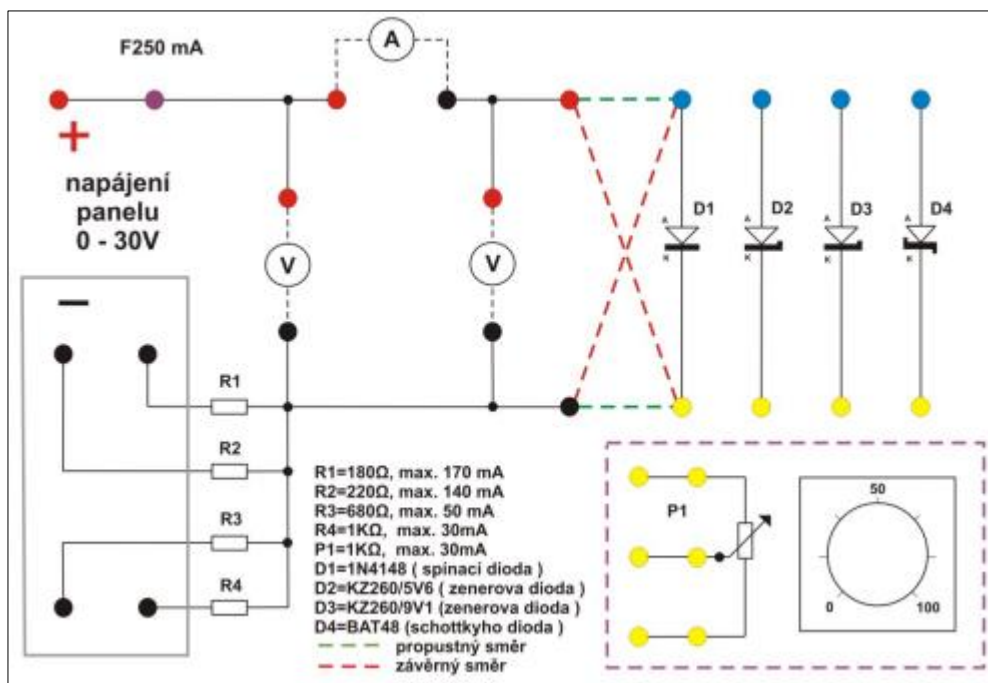 F250 mA
A
+
napájení
panelu
0 - 30V
V
V
A
K
D1
A
K
D2
A
K
D3
A
K
D4
—
R1
R2
R3
R4
R1=180Ω, max. 170 mA
R2=220Ω, max. 140 mA
R3=680Ω, max. 50 mA
R4=1KΩ, max. 30mA
P1=1KΩ, max. 30mA
D1=1N4148 ( spínací dioda )
D2=KZ260/5V6 ( zenerova dioda )
D3=KZ260/9V1 (zenerova dioda )
D4=BAT48 (schottkyho dioda )
propustný směr
závěrný směr
P1
50
0
100